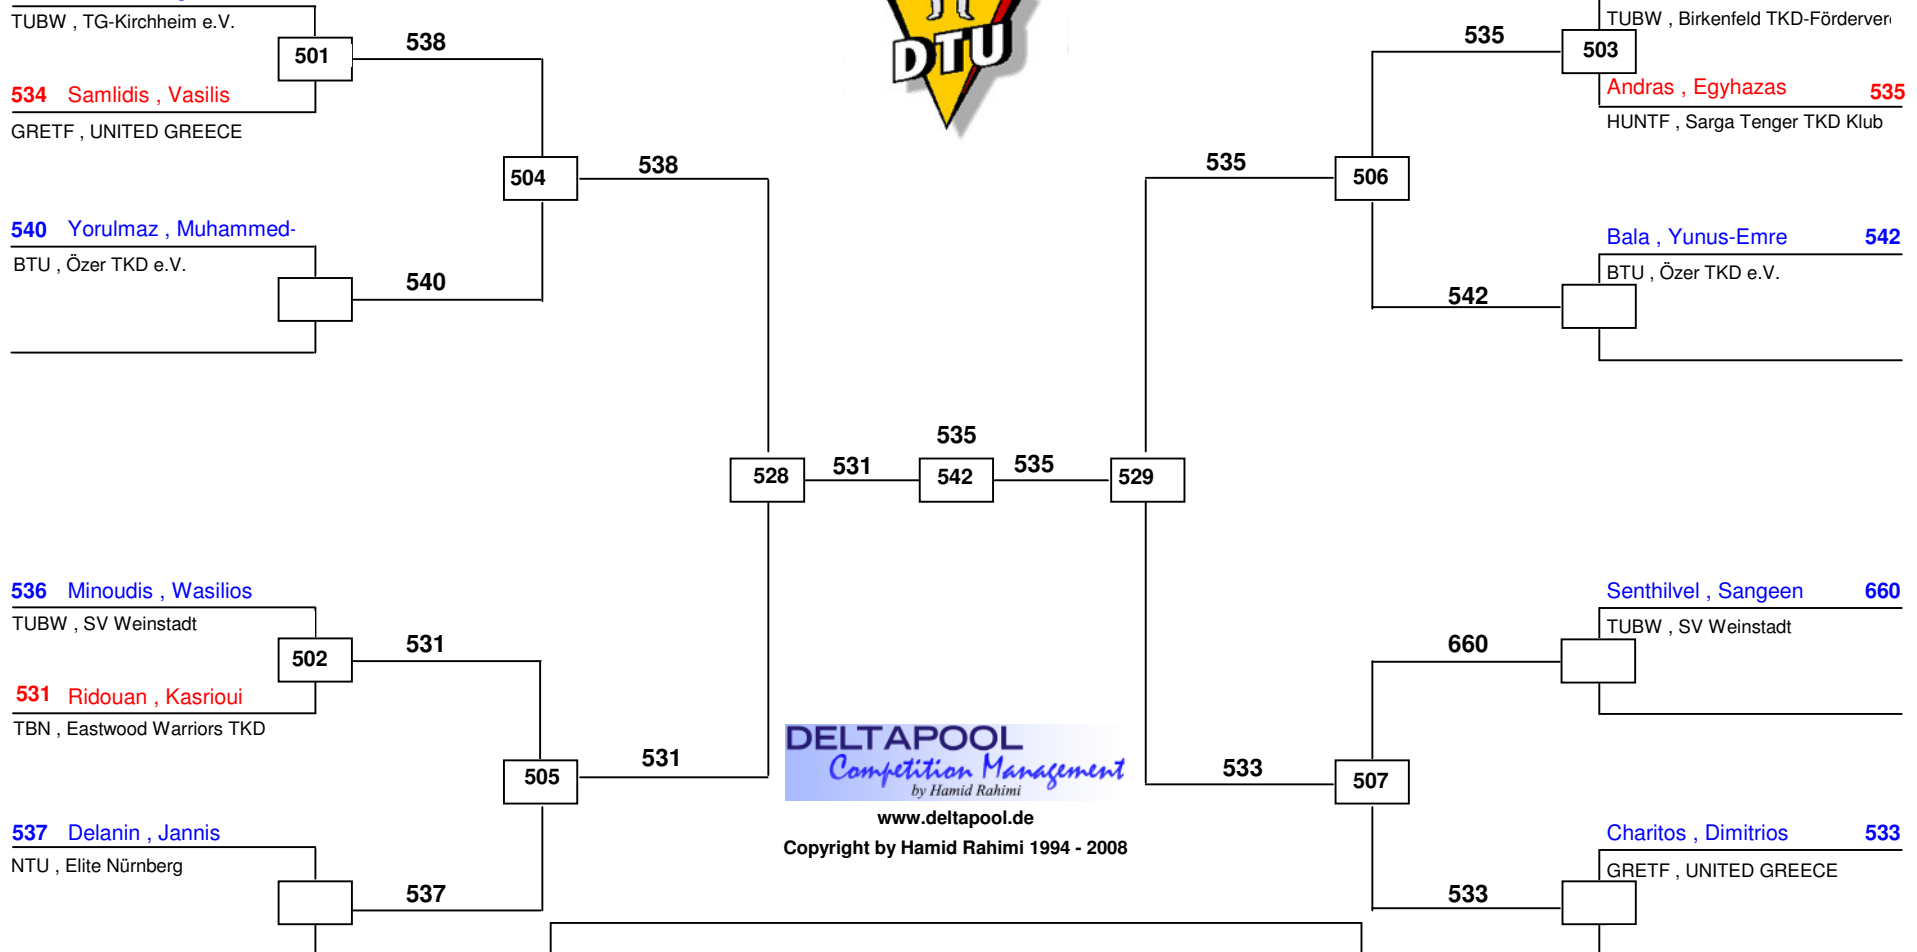 TUBW , TG-Kirchheim e.V.
501
538
534 Samlidis , Vasilis
GRETF , UNITED GREECE
504
538
540 Yorulmaz , Muhammed-
BTU , Özer TKD e.V.
540
536 Minoudis , Wasilios
TUBW , SV Weinstadt
502
531
531 Ridouan , Kasrioui
TBN , Eastwood Warriors TKD
505
531
537 Delanin , Jannis
NTU , Elite Nürnberg
537
DTU
528
531
535
542
535
529
DELTAPOOL
Competition Management
by Hamid Rahimi
www.deltapool.de
Copyright by Hamid Rahimi 1994 - 2008
TUBW , Birkenfeld TKD-Förderver
535
503
Andras , Egyhazas 535
HUNTF , Sarga Tenger TKD Klub
535
506
Bala , Yunus-Emre 542
BTU , Özer TKD e.V.
542
Senthilvel , Sangeen 660
TUBW , SV Weinstadt
660
533
507
Charitos , Dimitrios 533
GRETF , UNITED GREECE
533